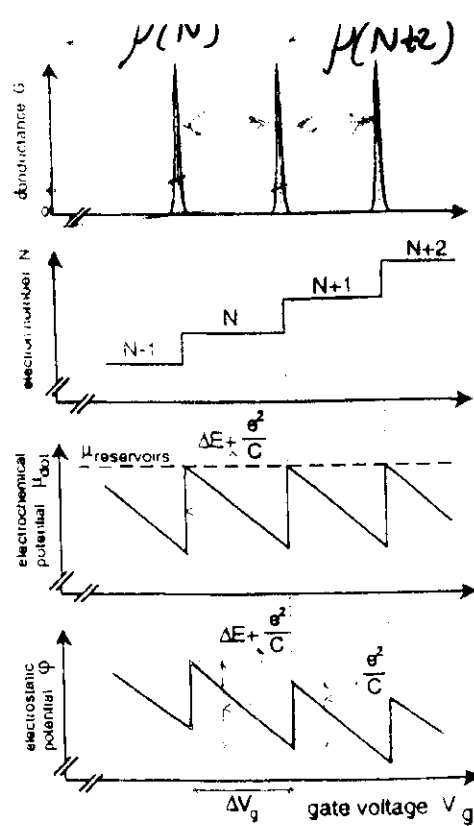 μ(N) μ(N+2)
conductance G
0
electron number N
N-1
N
N+1
N+2
electrochemical
potential μdot
μreservoirs
ΔE + e²/C
electrostatic
potential φ
ΔE + e²/C
e²/C
ΔVg
gate voltage Vg